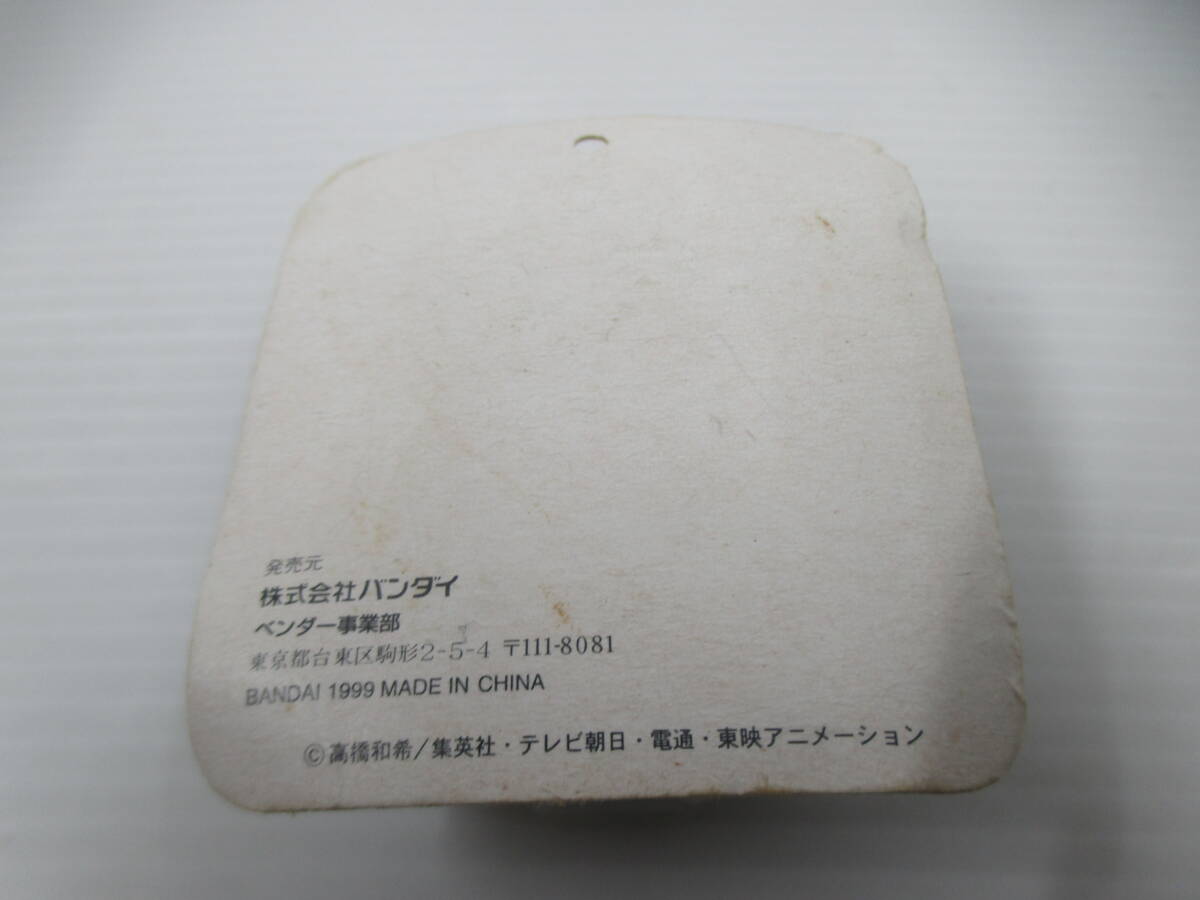 発売元
株式会社バンダイ
ベンダー事業部
東京都台東区駒形2-5-4 〒111-8081
BANDAI 1999 MADE IN CHINA
©高橋和希/集英社・テレビ朝日・電通・東映アニメーション